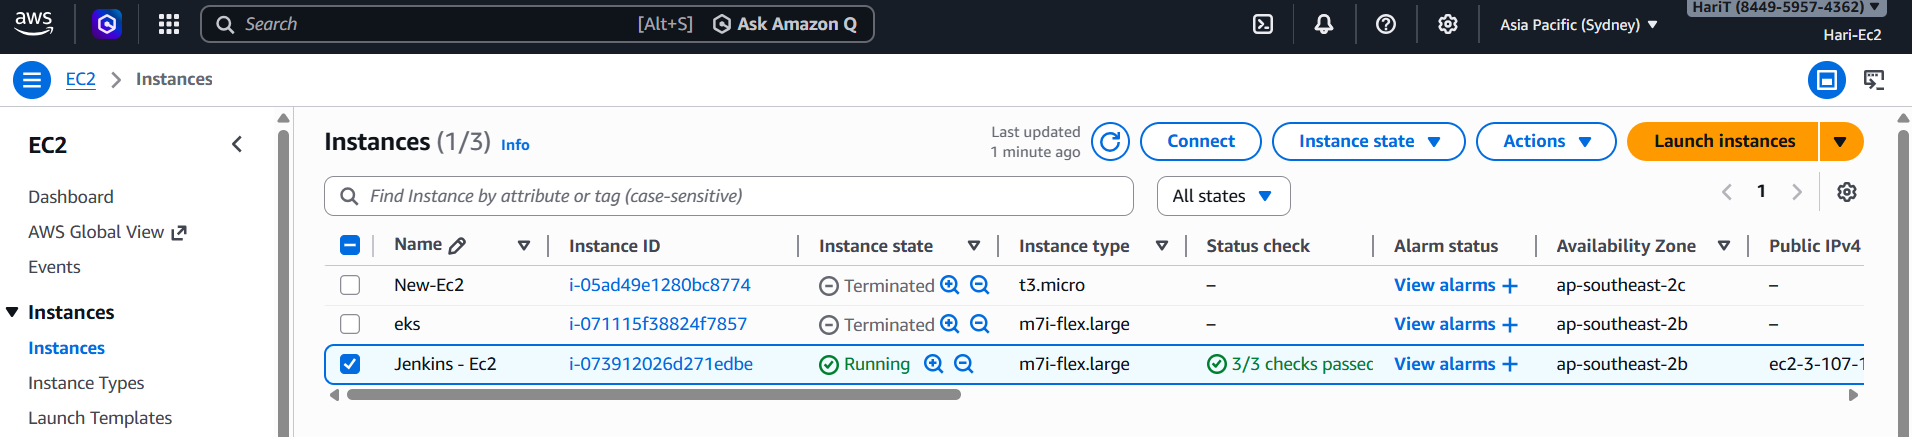 aws
Search [Alt+S] Ask Amazon Q
Asia Pacific (Sydney)
HariT (8449-5957-4362)
Hari-Ec2
EC2 Instances
EC2
Dashboard
AWS Global View
Events
Instances
Instances
Instance Types
Launch Templates
Instances (1/3) Info
Last updated
1 minute ago
Connect Instance state Actions Launch instances
Find Instance by attribute or tag (case-sensitive) All states 1
Name Instance ID Instance state Instance type Status check Alarm status Availability Zone Public IPv4
New-Ec2 i-05ad49e1280bc8774 Terminated t3.micro – View alarms + ap-southeast-2c –
eks i-071115f38824f7857 Terminated m7i-flex.large – View alarms + ap-southeast-2b –
Jenkins - Ec2 i-073912026d271edbe Running m7i-flex.large 3/3 checks passec View alarms + ap-southeast-2b ec2-3-107-1